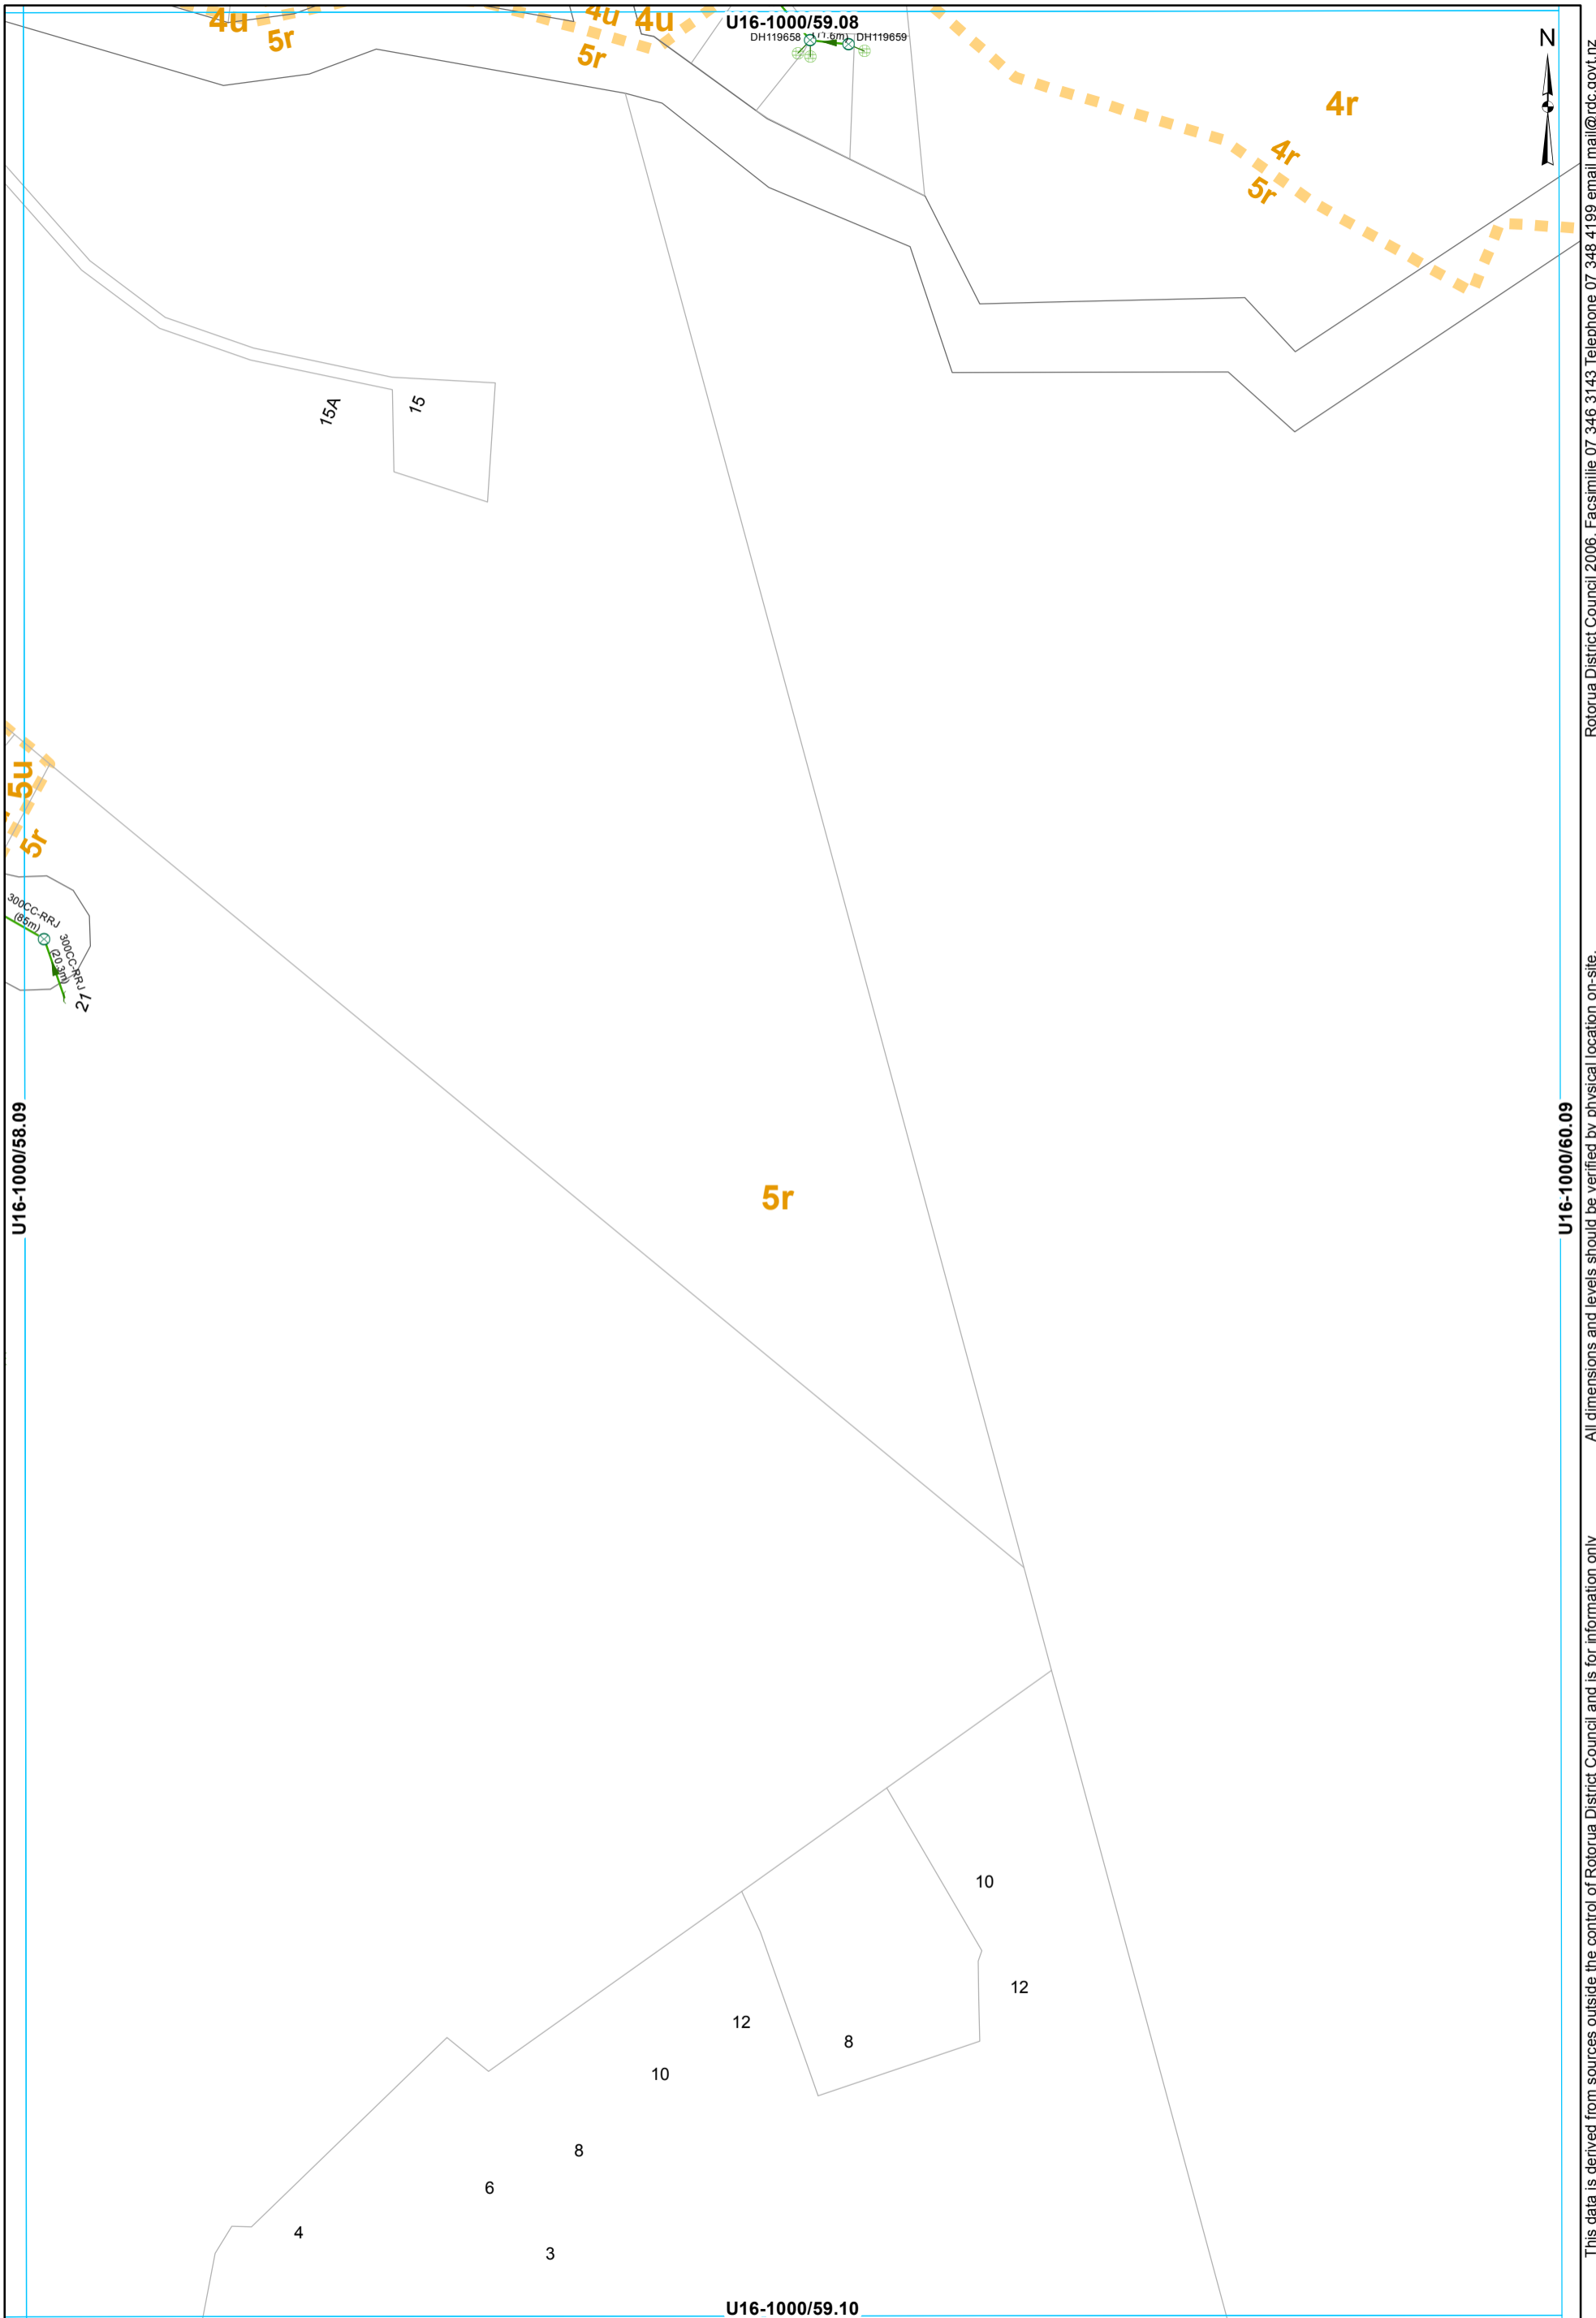 4u
5r
4u
4u
5r
U16-1000/59.08
DH119658
DH119659
N
4r
4r
5r
15A
15
5u
5r
300CC-RRJ
(85m)
300CC-RRJ
(20.3m)
21
U16-1000/58.09
U16-1000/60.09
5r
10
12
12
8
10
8
6
4
3
U16-1000/59.10
Rotorua District Council 2006. Facsimilie 07 346 3143 Telephone 07 348 4199 email mail@rdc.govt.nz
All dimensions and levels should be verified by physical location on-site.
This data is derived from sources outside the control of Rotorua District Council and is for information only